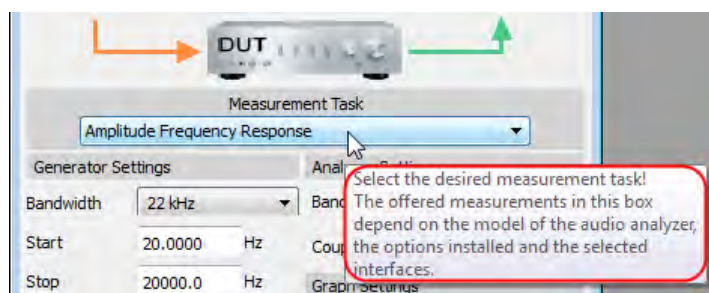 DUT
Measurement Task
Amplitude Frequency Response
Generator Settings
Bandwidth 22 kHz
Start 20.0000 Hz
Stop 20000.0 Hz
Graph Settings
Select the desired measurement task!
The offered measurements in this box
depend on the model of the audio analyzer,
the options installed and the selected
interfaces.